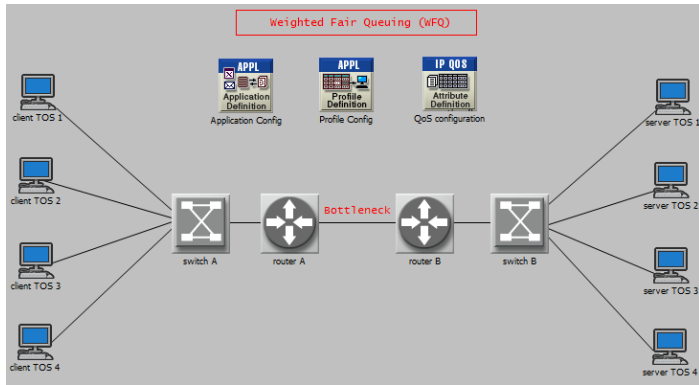 Weighted Fair Queuing (WFQ)
APPL
Application
Definition
Application Config
APPL
Profile
Definition
Profile Config
IP QOS
Attribute
Definition
QoS configuration
client TOS 1
client TOS 2
client TOS 3
client TOS 4
switch A
router A
Bottleneck
router B
switch B
server TOS 1
server TOS 2
server TOS 3
server TOS 4